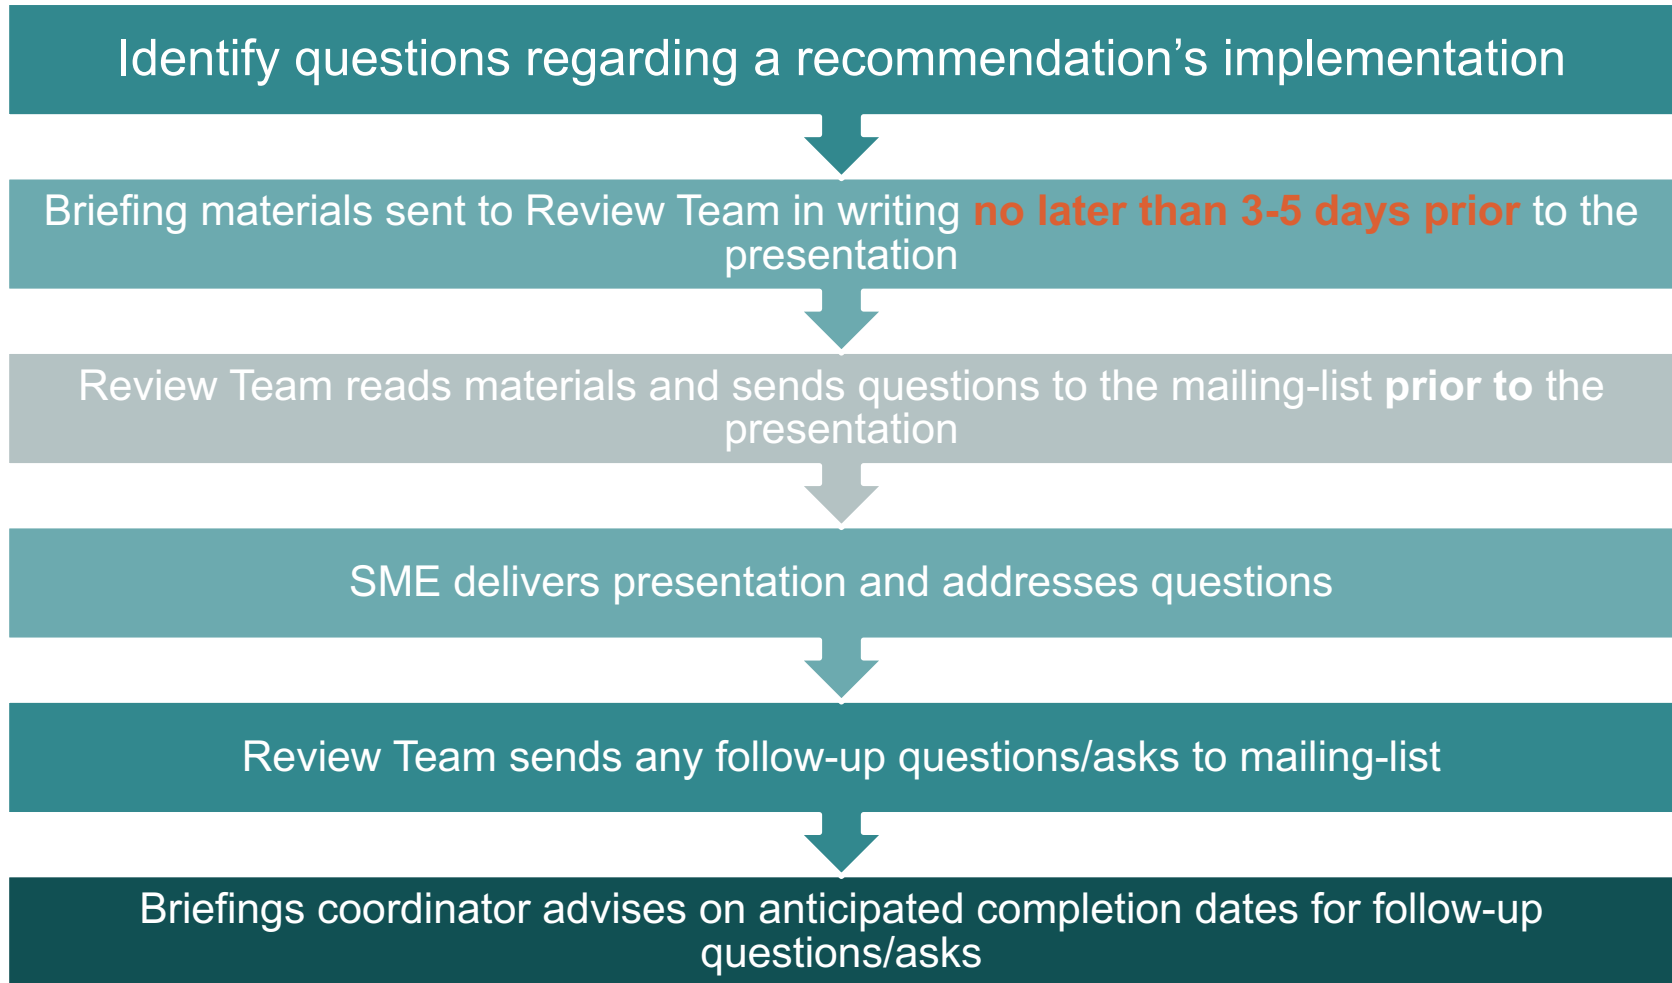 Identify questions regarding a recommendation’s implementation
Briefing materials sent to Review Team in writing no later than 3-5 days prior to the
presentation
Review Team reads materials and sends questions to the mailing-list prior to the
presentation
SME delivers presentation and addresses questions
Review Team sends any follow-up questions/asks to mailing-list
Briefings coordinator advises on anticipated completion dates for follow-up
questions/asks